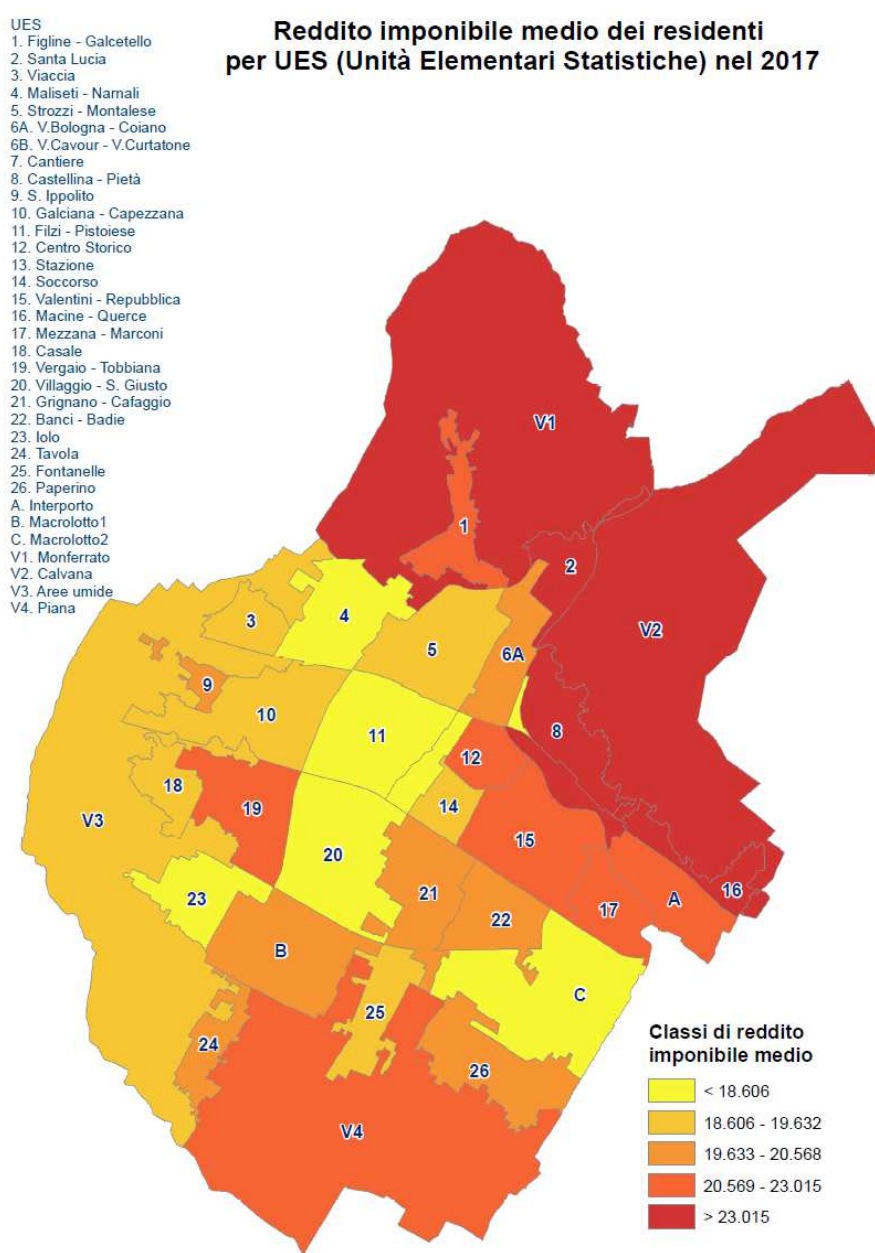 Reddito imponibile medio dei residenti
per UES (Unità Elementari Statistiche) nel 2017
UES
1. Figline - Galcetello
2. Santa Lucia
3. Viaccia
4. Maliseti - Narnali
5. Strozzi - Montalese
6A. V.Bologna - Coiano
6B. V.Cavour - V.Curtatone
7. Cantiere
8. Castellina - Pietà
9. S. Ippolito
10. Galciana - Capezzana
11. Filzi - Pistoiese
12. Centro Storico
13. Stazione
14. Soccorso
15. Valentini - Repubblica
16. Macine - Querce
17. Mezzana - Marconi
18. Casale
19. Vergaio - Tobbiana
20. Villaggio - S. Giusto
21. Grignano - Cafaggio
22. Banci - Badie
23. Iolo
24. Tavola
25. Fontanelle
26. Paperino
A. Interporto
B. Macrolotto1
C. Macrolotto2
V1. Monferrato
V2. Calvana
V3. Aree umide
V4. Piana
V1
1
2
3
4
5
6A
V2
9
10
11
8
12
18
19
14
V3
20
15
23
21
22
17
A
16
B
C
25
24
26
V4
Classi di reddito
imponibile medio
< 18.606
18.606 - 19.632
19.633 - 20.568
20.569 - 23.015
> 23.015